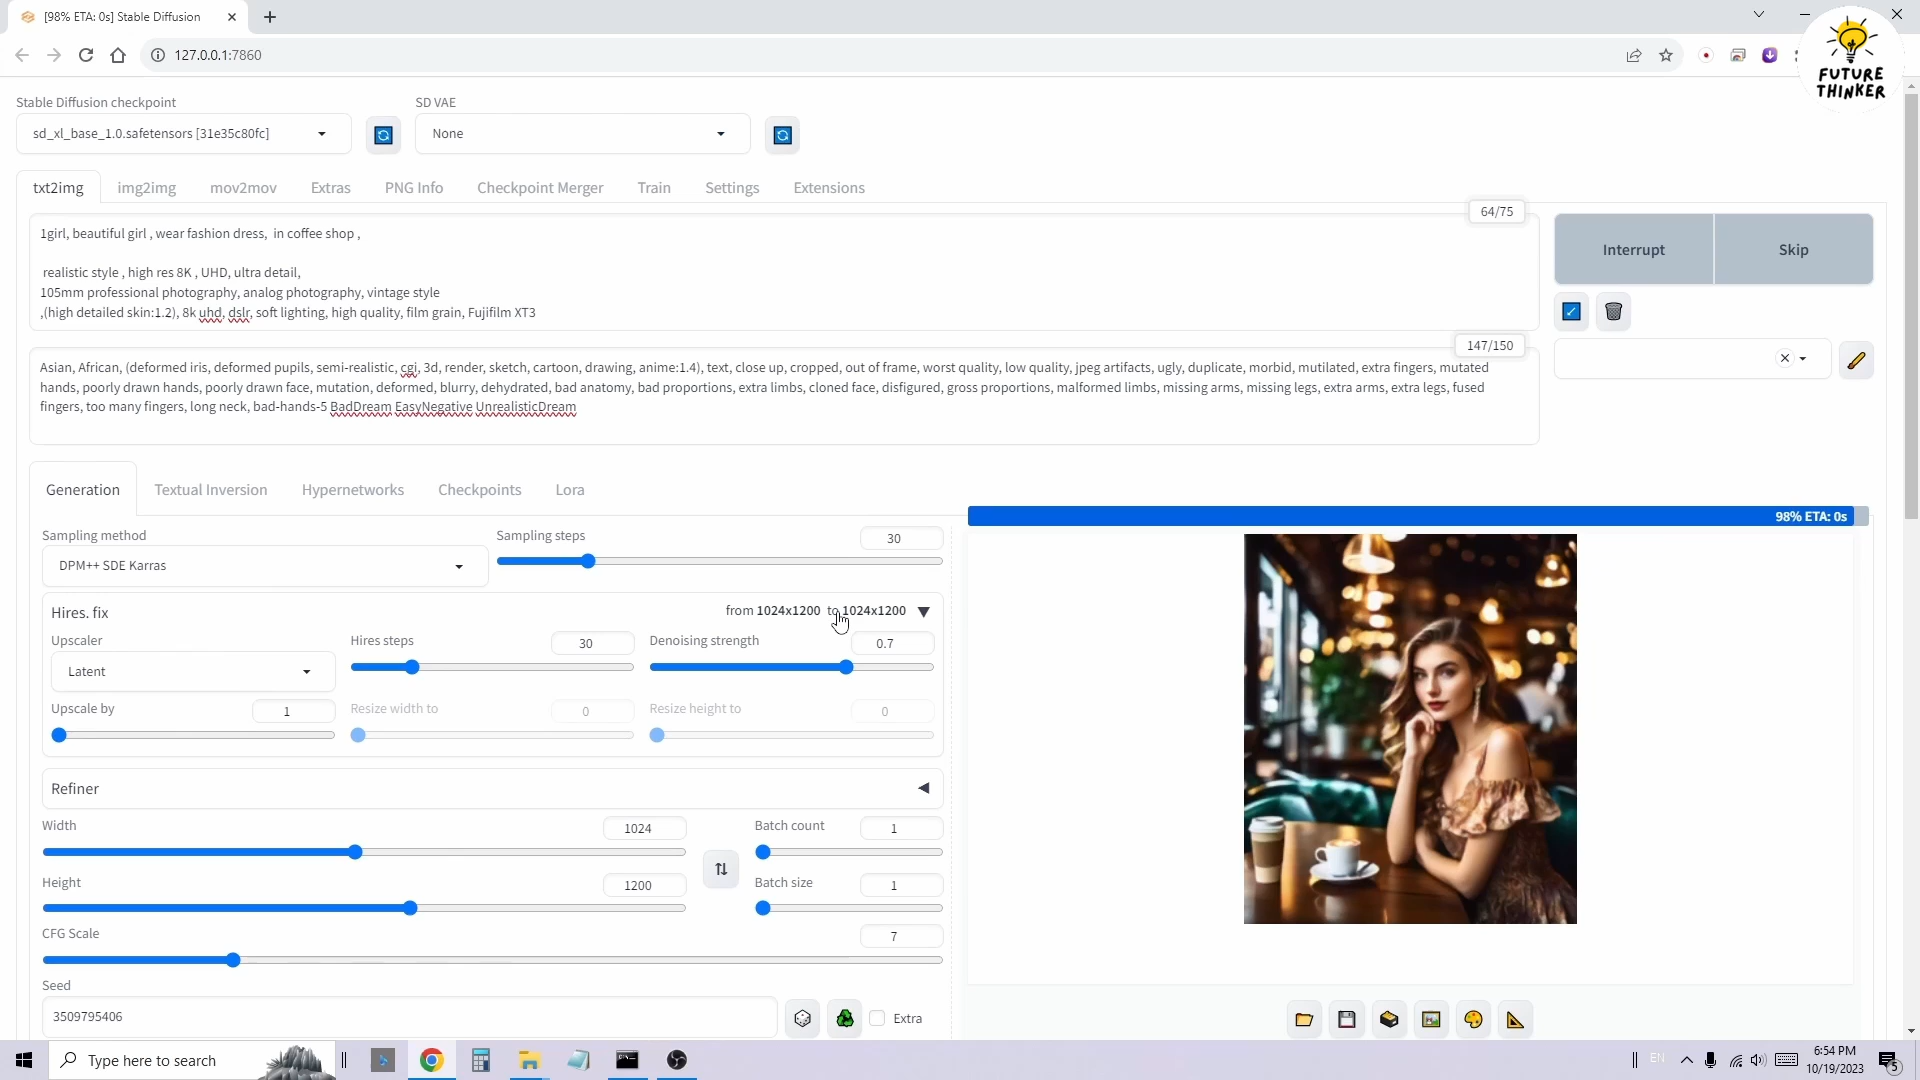 [98% ETA: 0s] Stable Diffusion
127.0.0.1:7860
FUTURE
THINKER
Stable Diffusion checkpoint
SD VAE
sd_xl_base_1.0.safetensors [31e35c80fc]
None
txt2img
img2img
mov2mov
Extras
PNG Info
Checkpoint Merger
Train
Settings
Extensions
64/75
1girl, beautiful girl , wear fashion dress,  in coffee shop ,
realistic style , high res 8K , UHD, ultra detail,
105mm professional photography, analog photography, vintage style
,(high detailed skin:1.2), 8k uhd, dslr, soft lighting, high quality, film grain, Fujifilm XT3
Interrupt
Skip
147/150
Asian, African, (deformed iris, deformed pupils, semi-realistic, cgi, 3d, render, sketch, cartoon, drawing, anime:1.4), text, close up, cropped, out of frame, worst quality, low quality, jpeg artifacts, ugly, duplicate, morbid, mutilated, extra fingers, mutated
hands, poorly drawn hands, poorly drawn face, mutation, deformed, blurry, dehydrated, bad anatomy, bad proportions, extra limbs, cloned face, disfigured, gross proportions, malformed limbs, missing arms, missing legs, extra arms, extra legs, fused
fingers, too many fingers, long neck, bad-hands-5 BadDream EasyNegative UnrealisticDream
Generation
Textual Inversion
Hypernetworks
Checkpoints
Lora
98% ETA: 0s
Sampling method
DPM++ SDE Karras
Sampling steps
30
Hires. fix
from 1024x1200 to 1024x1200
Upscaler
Latent
Hires steps
30
Denoising strength
0.7
Upscale by
1
Resize width to
0
Resize height to
0
Refiner
Width
1024
Batch count
1
Height
1200
Batch size
1
CFG Scale
7
Seed
3509795406
Extra
Type here to search
EN
6:54 PM
10/19/2023
5